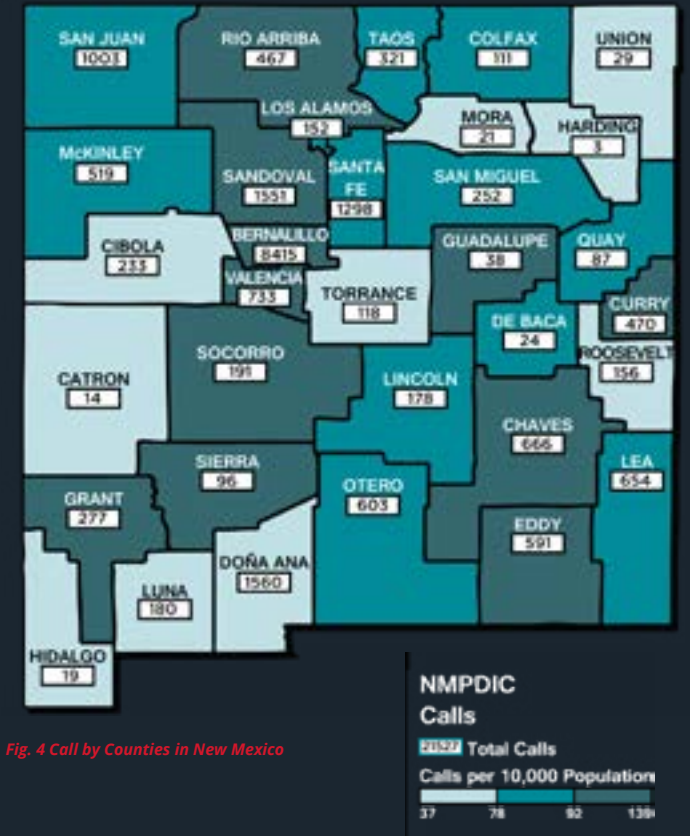 SAN JUAN
1003
RIO ARRIBA
467
TAOS
321
COLFAX
111
UNION
29
LOS ALAMOS
152
MORA
21
HARDING
3
McKINLEY
519
SANDOVAL
1551
SANTA
FE
1298
SAN MIGUEL
252
CIBOLA
233
BERNALILLO
8415
GUADALUPE
38
QUAY
87
VALENCIA
733
TORRANCE
118
CURRY
470
DE BACA
24
ROOSEVELT
156
SOCORRO
191
CATRON
14
LINCOLN
178
CHAVES
666
SIERRA
96
LEA
654
GRANT
277
OTERO
603
EDDY
591
DOÑA ANA
1560
LUNA
180
HIDALGO
19
NMPDIC
Calls
21527 Total Calls
Calls per 10,000 Population
37 78 92 139
Fig. 4 Call by Counties in New Mexico